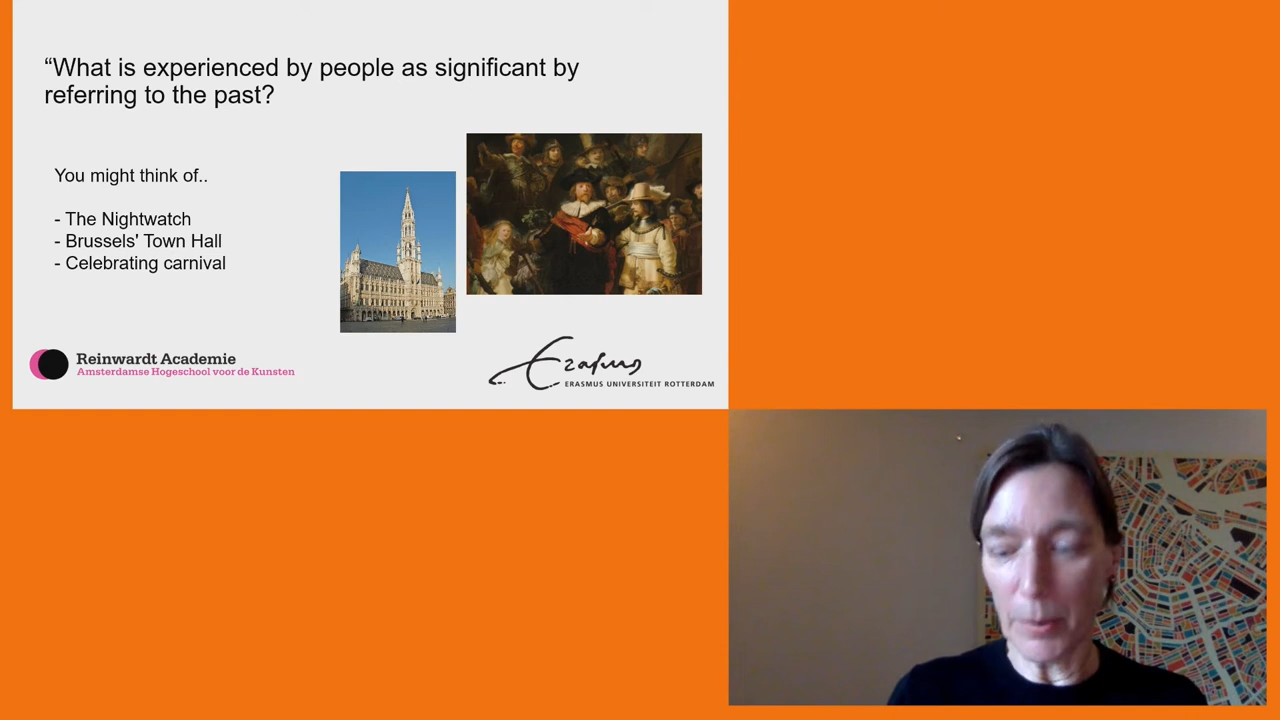 “What is experienced by people as significant by
referring to the past?
You might think of..
- The Nightwatch
- Brussels' Town Hall
- Celebrating carnival
Reinwardt Academie
Amsterdamse Hogeschool voor de Kunsten
Erasmus
ERASMUS UNIVERSITEIT ROTTERDAM